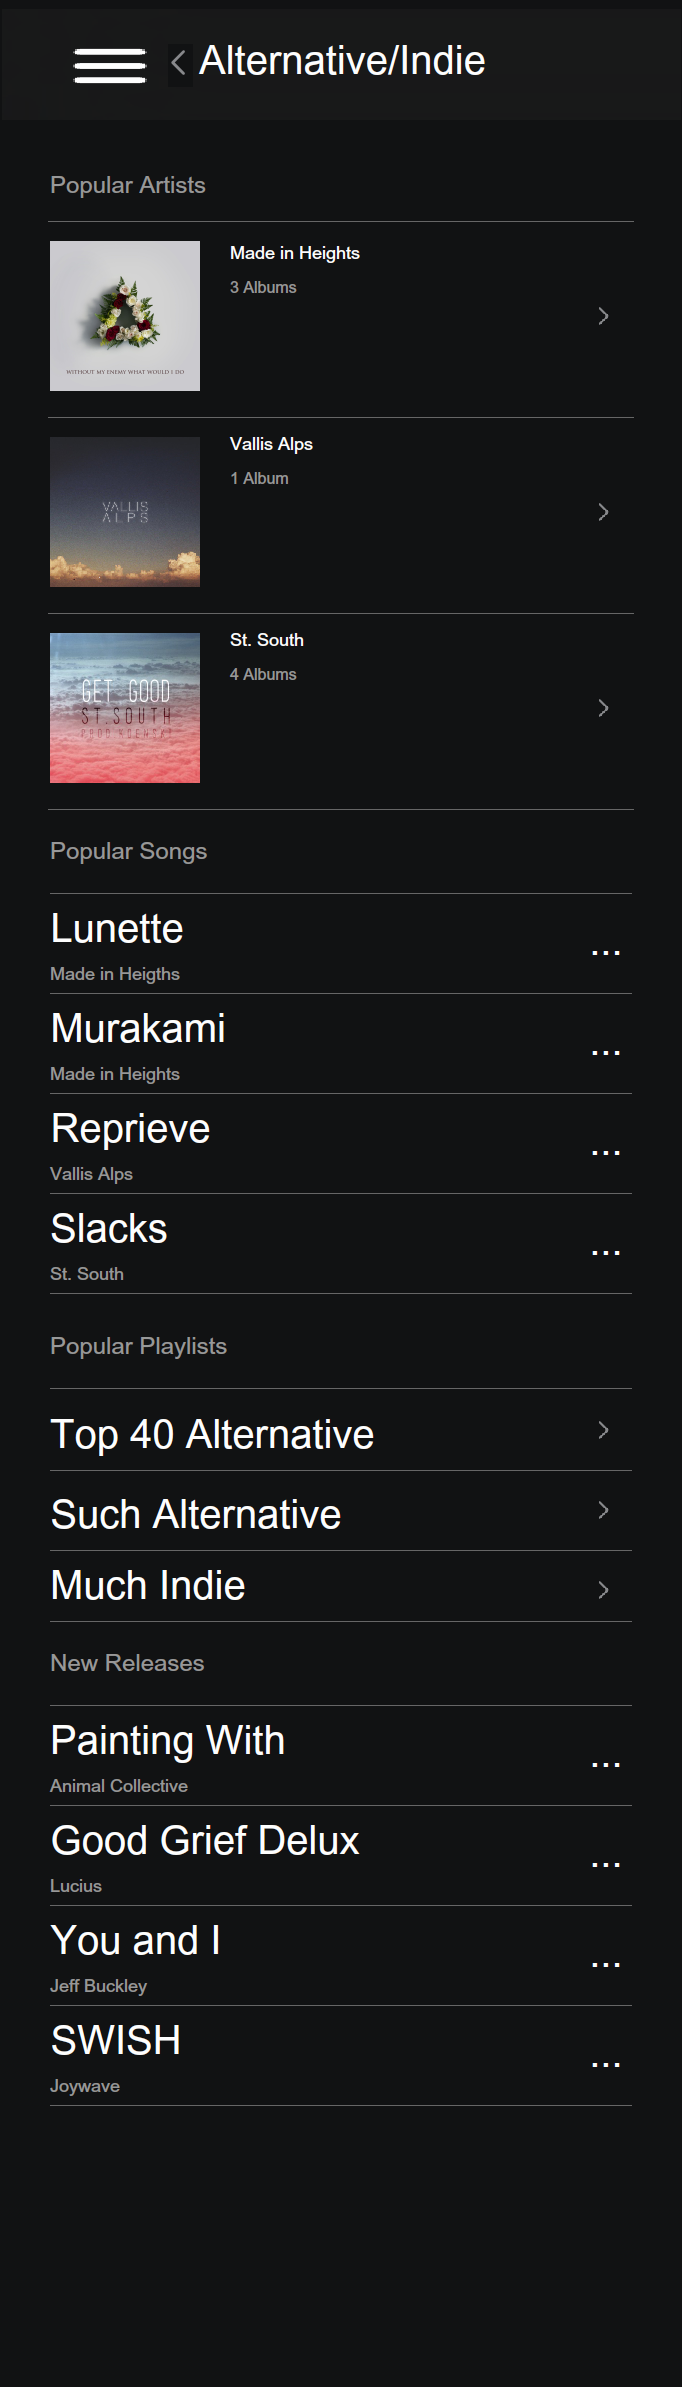 Alternative/Indie
Popular Artists
Made in Heights
3 Albums
WITHOUT MY ENEMY WHAT WOULD I DO
Vallis Alps
1 Album
VALLIS
ALPS
St. South
4 Albums
GET GOOD
ST.SOUTH
Popular Songs
Lunette
Made in Heigths
...
Murakami
Made in Heights
...
Reprieve
Vallis Alps
...
Slacks
St. South
...
Popular Playlists
Top 40 Alternative
Such Alternative
Much Indie
New Releases
Painting With
Animal Collective
...
Good Grief Delux
Lucius
...
You and I
Jeff Buckley
...
SWISH
Joywave
...